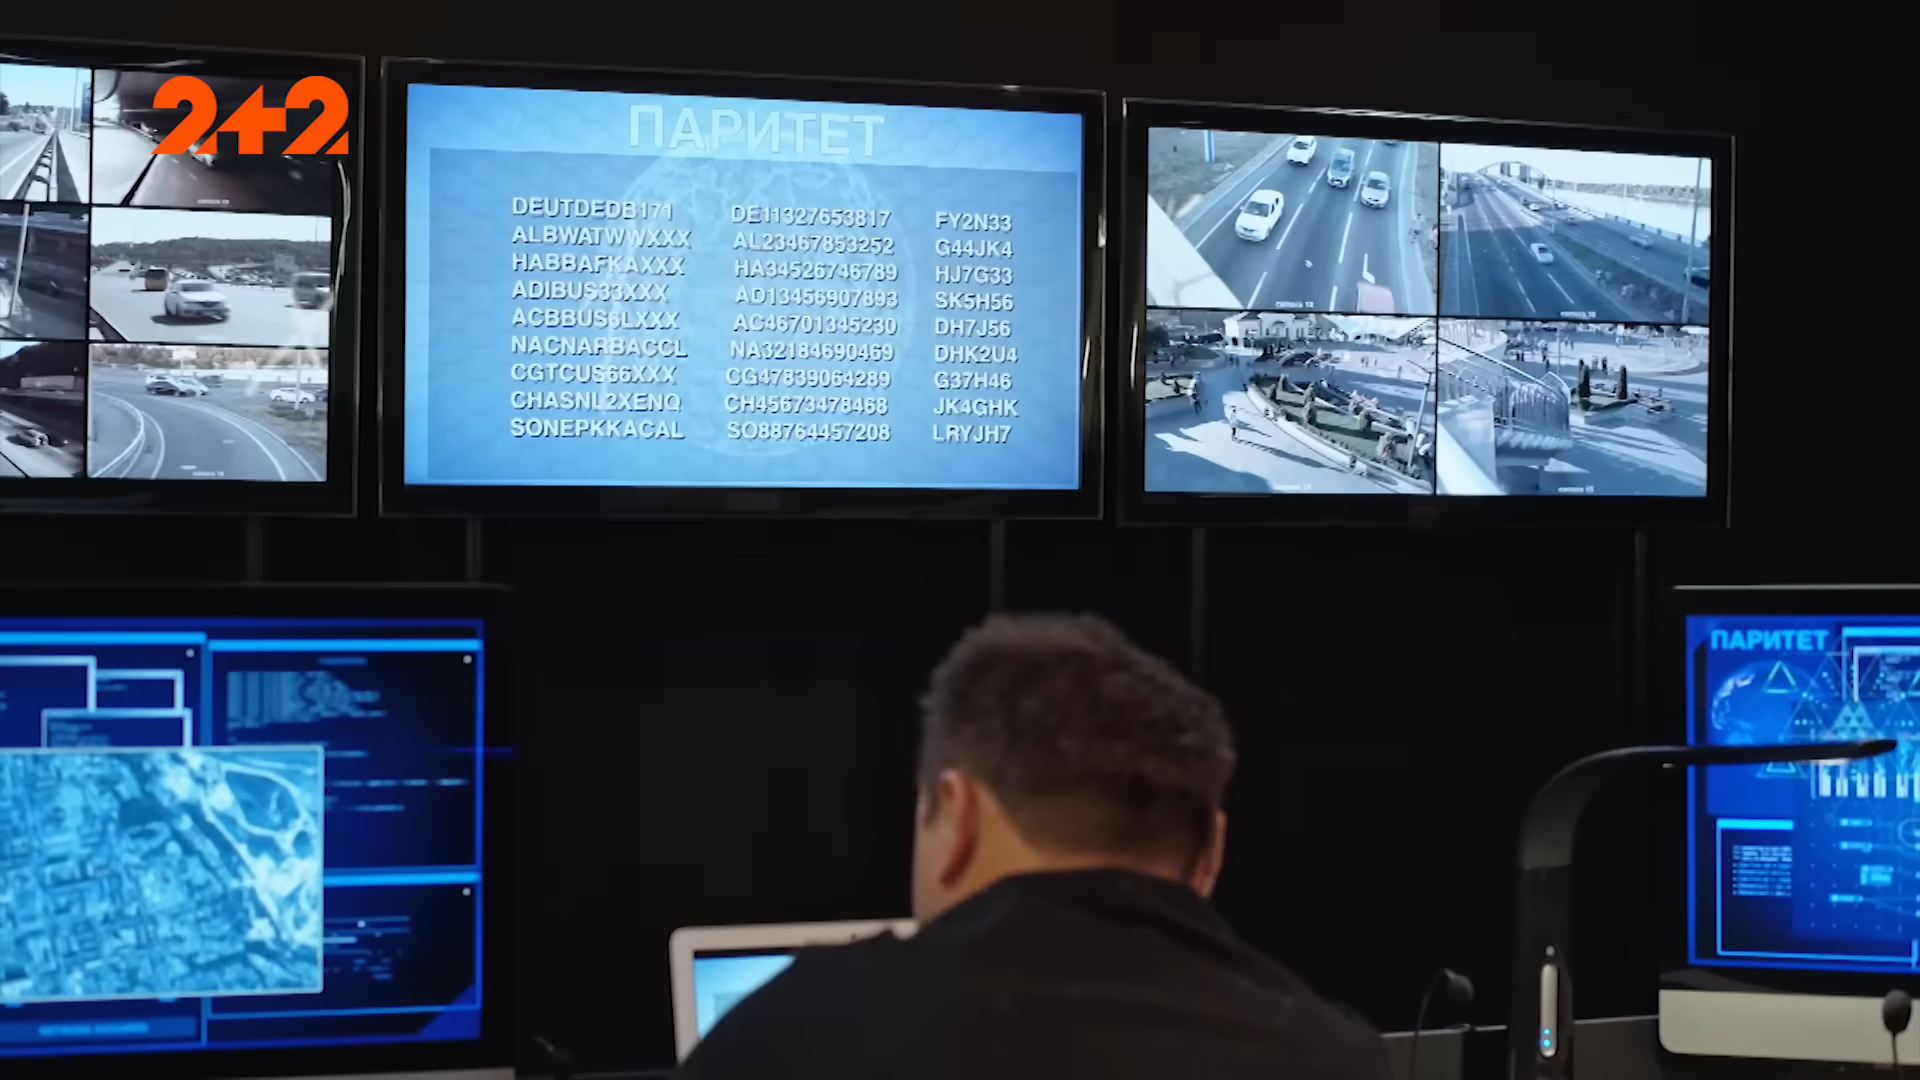 2+2
ПАРИТЕТ
DEUTDEDB171 DE11327653817 FY2N33
ALBWATWWXXX AL23467853252 G44JK4
HABBAFKAXXX HA34526746789 HJ7G33
ADIBUS33XXX AD13456907893 SK5H56
ACBBUS6LXXX AC46701345230 DH7J56
NACNARBACCL NA32184690469 DHK2U4
CGTCUS66XXX CG47839064289 G37H46
CHASNL2XENQ CH45673478468 JK4GHK
SONEPKKACAL SO88764457208 LRYJH7
ПАРИТЕТ